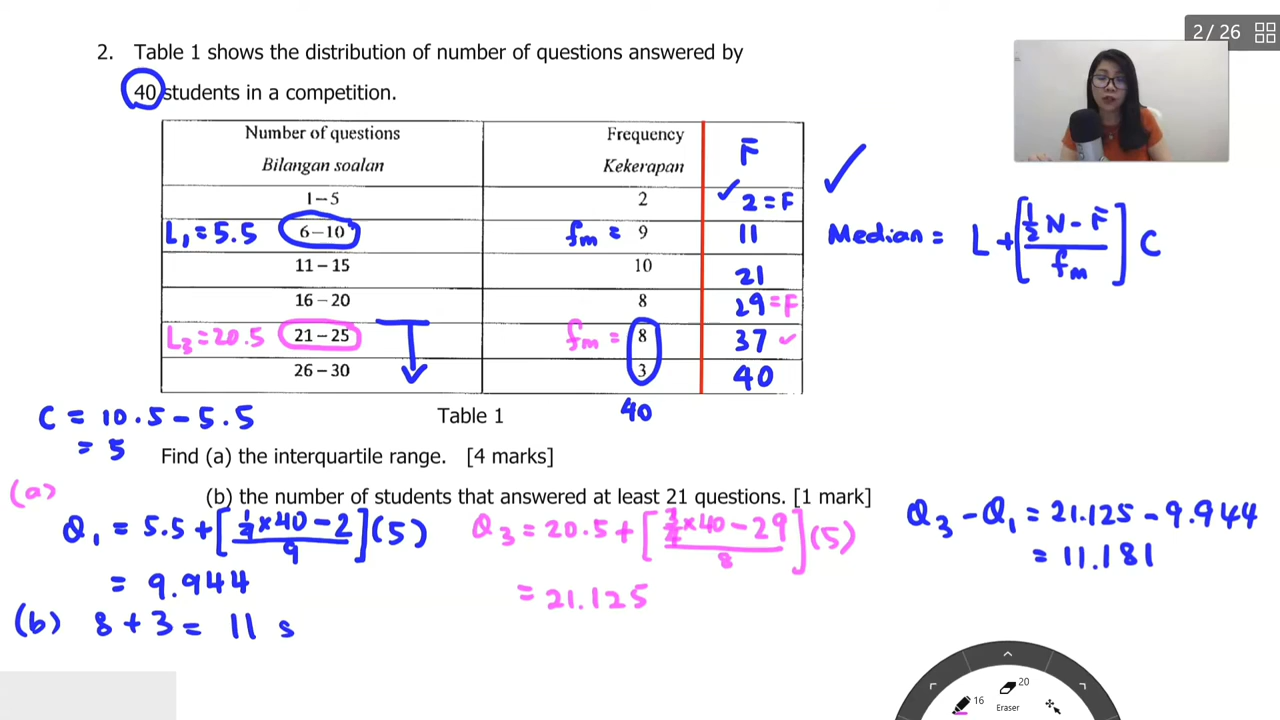 2 / 26
2. Table 1 shows the distribution of number of questions answered by
40 students in a competition.
Number of questions Frequency F
Bilangan soalan Kekerapan
1 – 5 2 ✓ 2 = F
L₁ = 5.5 6 – 10 fm = 9 11
11 – 15 10 21
16 – 20 8 29 = F
L₃ = 20.5 21 – 25 fm = 8 37 ✓
26 – 30 3 40
40
Table 1
✓
Median = L + [(½ N - F) / fm] C
C = 10.5 - 5.5
= 5
Find (a) the interquartile range. [4 marks]
(b) the number of students that answered at least 21 questions. [1 mark]
(a)
Q₁ = 5.5 + [(¼ × 40 - 2) / 9] (5)
= 9.944
Q₃ = 20.5 + [(¾ × 40 - 29) / 8] (5)
= 21.125
Q₃ - Q₁ = 21.125 - 9.944
= 11.181
(b) 8 + 3 = 11 s
16
20
Eraser